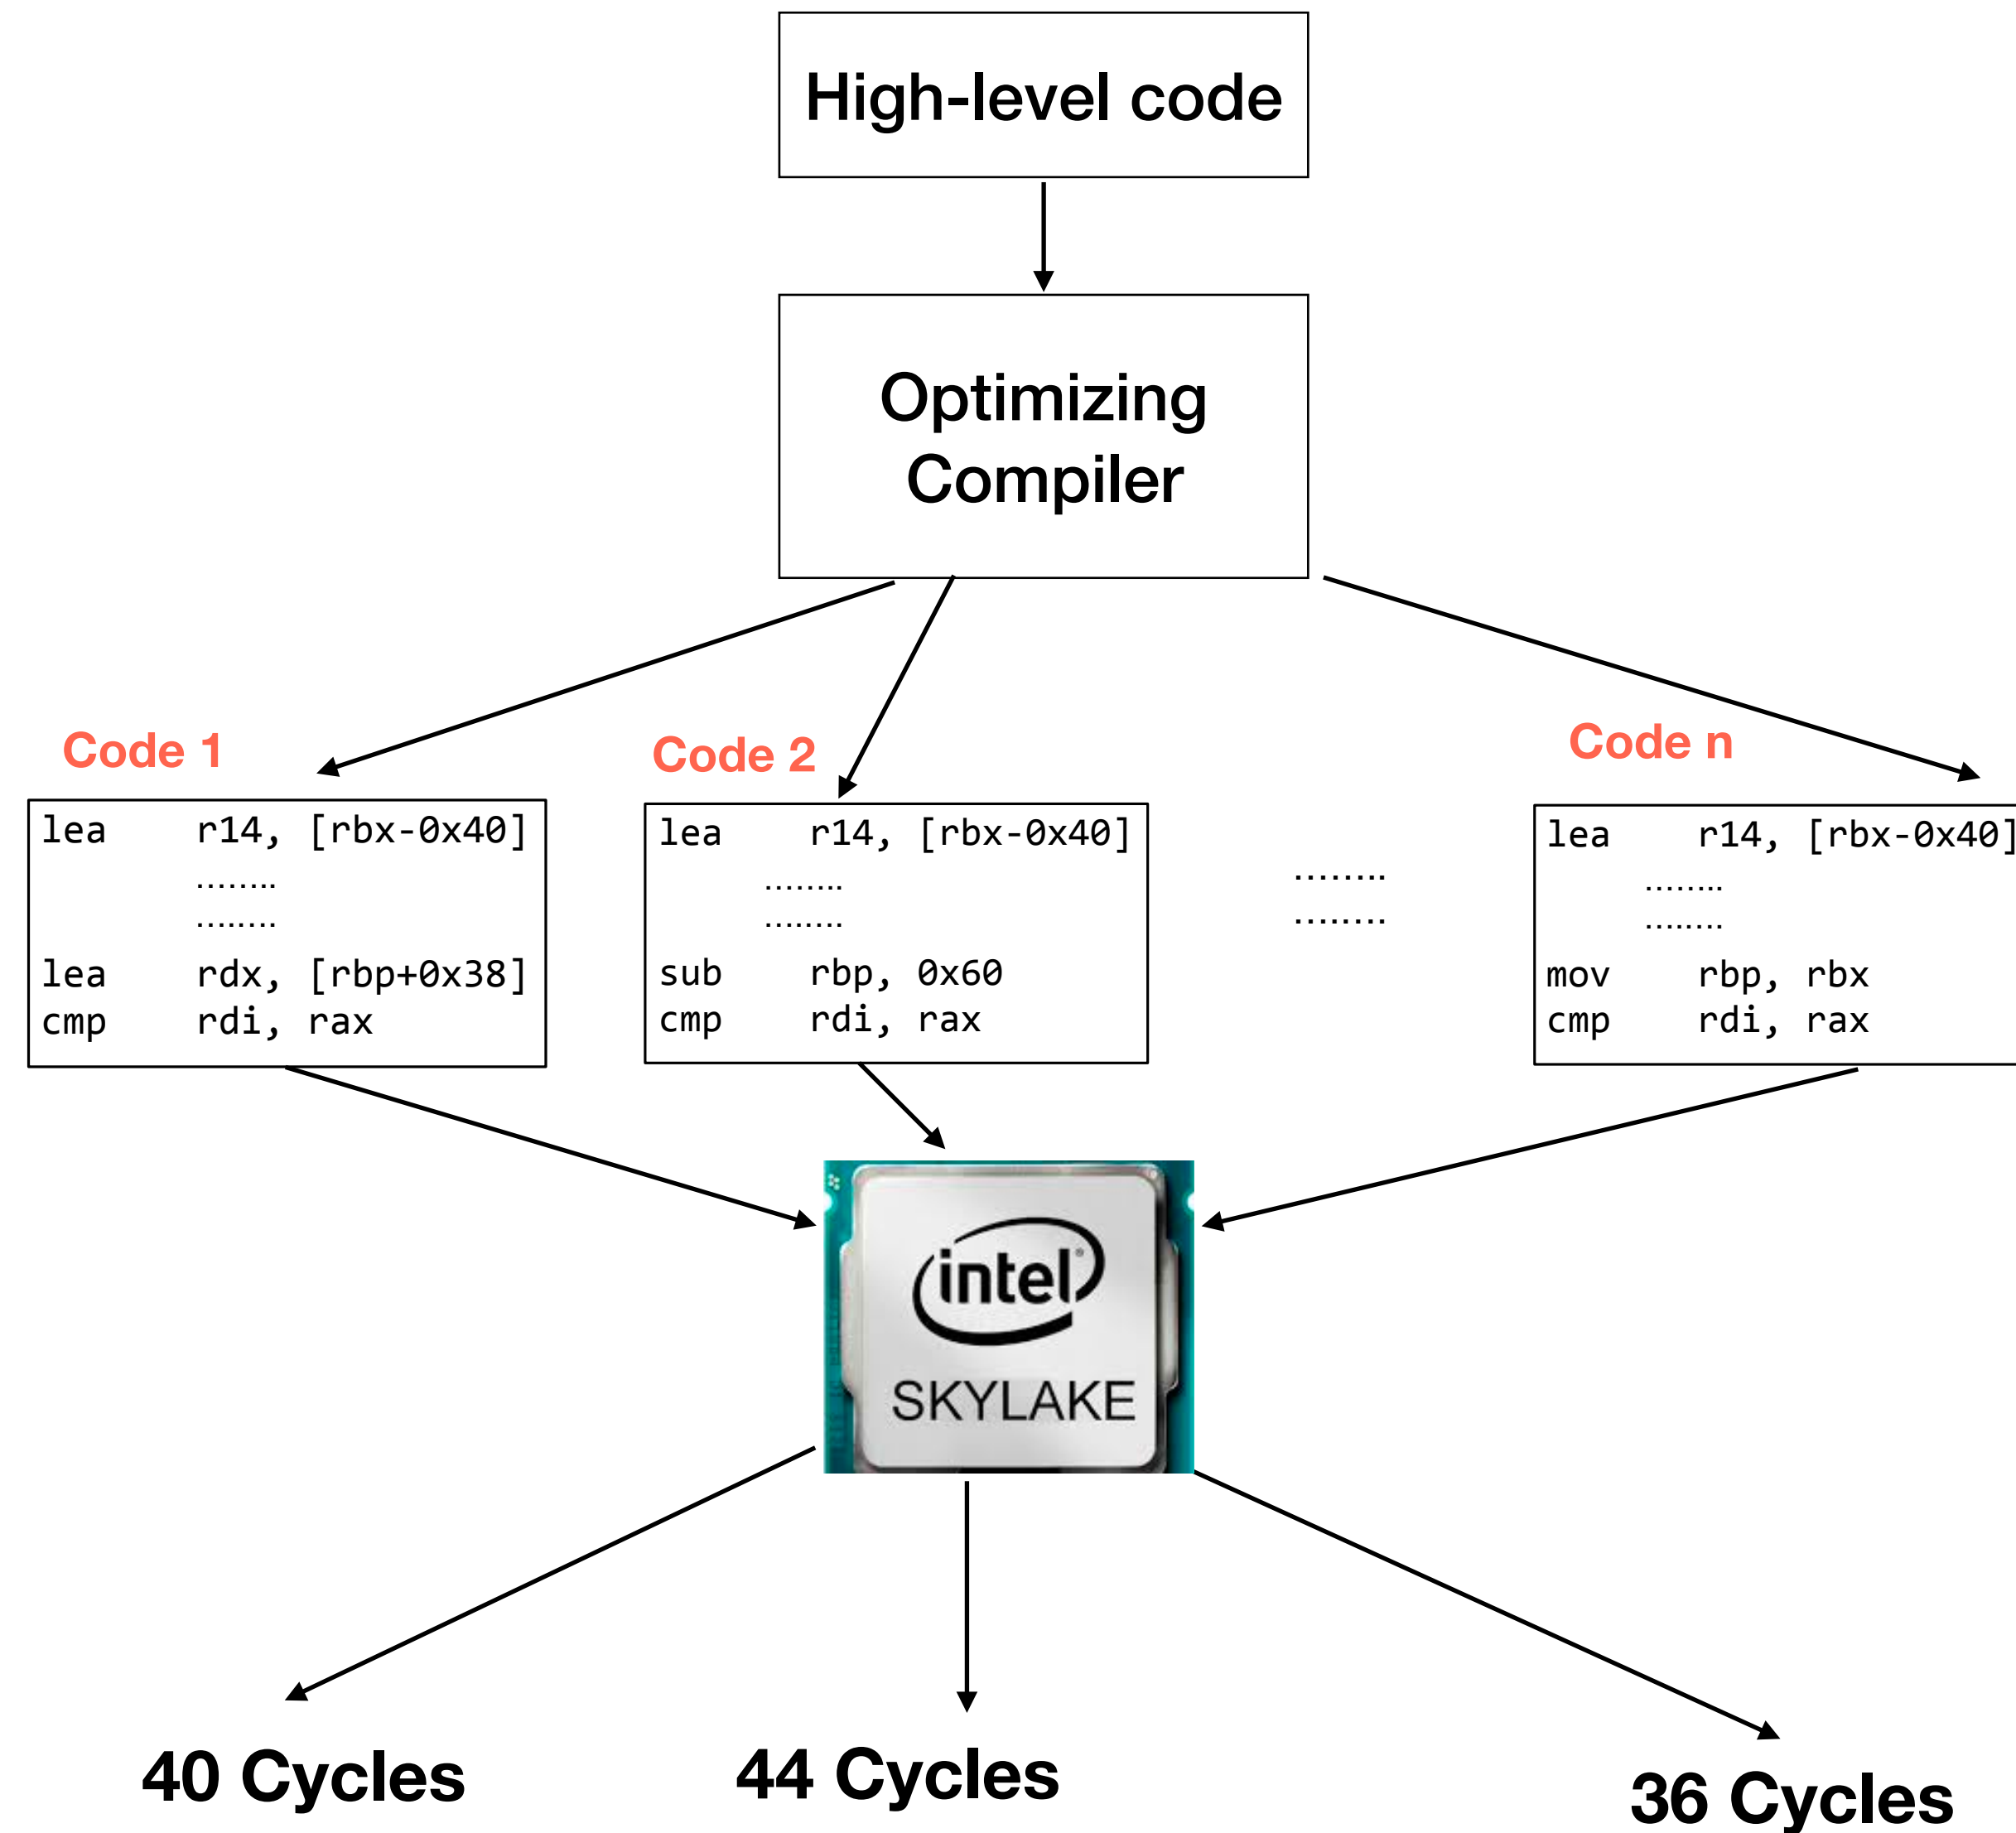 High-level code
Optimizing
Compiler
Code 1
lea r14, [rbx-0x40]
........
........
lea rdx, [rbp+0x38]
cmp rdi, rax
Code 2
lea r14, [rbx-0x40]
........
........
sub rbp, 0x60
cmp rdi, rax
........
........
Code n
lea r14, [rbx-0x40]
........
........
mov rbp, rbx
cmp rdi, rax
intel®
SKYLAKE
40 Cycles
44 Cycles
36 Cycles